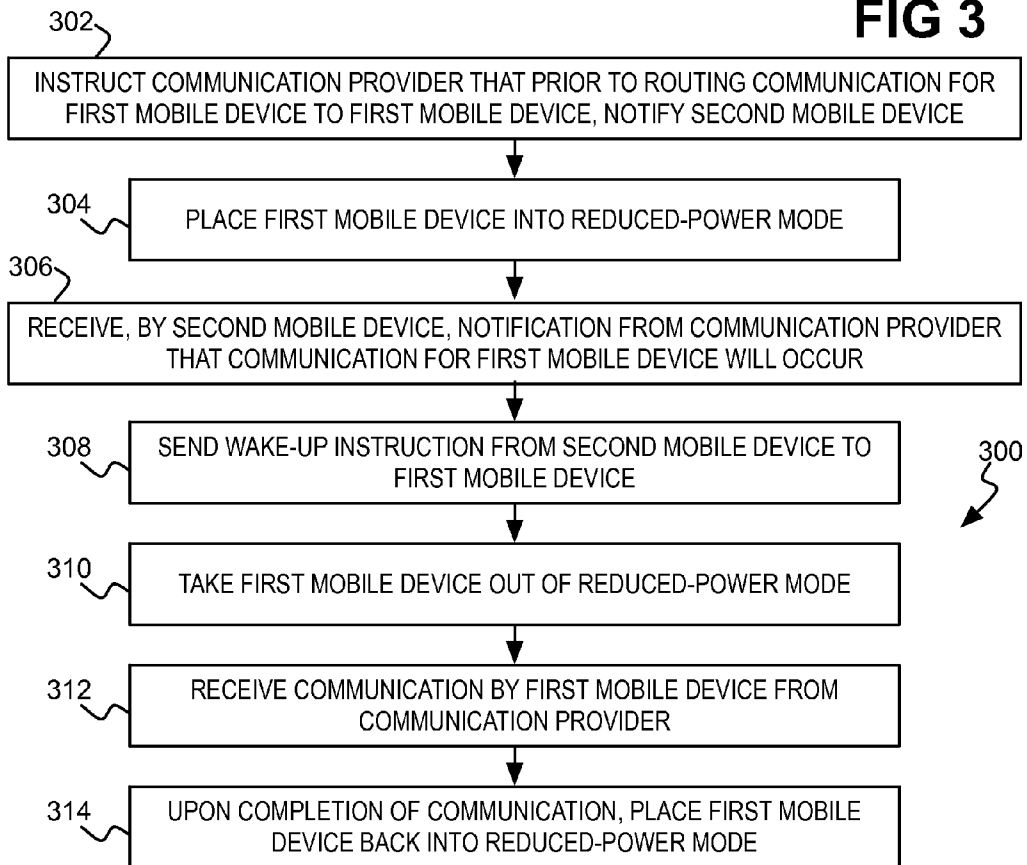 FIG 3
302
INSTRUCT COMMUNICATION PROVIDER THAT PRIOR TO ROUTING COMMUNICATION FOR
FIRST MOBILE DEVICE TO FIRST MOBILE DEVICE, NOTIFY SECOND MOBILE DEVICE
304
PLACE FIRST MOBILE DEVICE INTO REDUCED-POWER MODE
306
RECEIVE, BY SECOND MOBILE DEVICE, NOTIFICATION FROM COMMUNICATION PROVIDER
THAT COMMUNICATION FOR FIRST MOBILE DEVICE WILL OCCUR
308
SEND WAKE-UP INSTRUCTION FROM SECOND MOBILE DEVICE TO
FIRST MOBILE DEVICE
300
310
TAKE FIRST MOBILE DEVICE OUT OF REDUCED-POWER MODE
312
RECEIVE COMMUNICATION BY FIRST MOBILE DEVICE FROM
COMMUNICATION PROVIDER
314
UPON COMPLETION OF COMMUNICATION, PLACE FIRST MOBILE
DEVICE BACK INTO REDUCED-POWER MODE